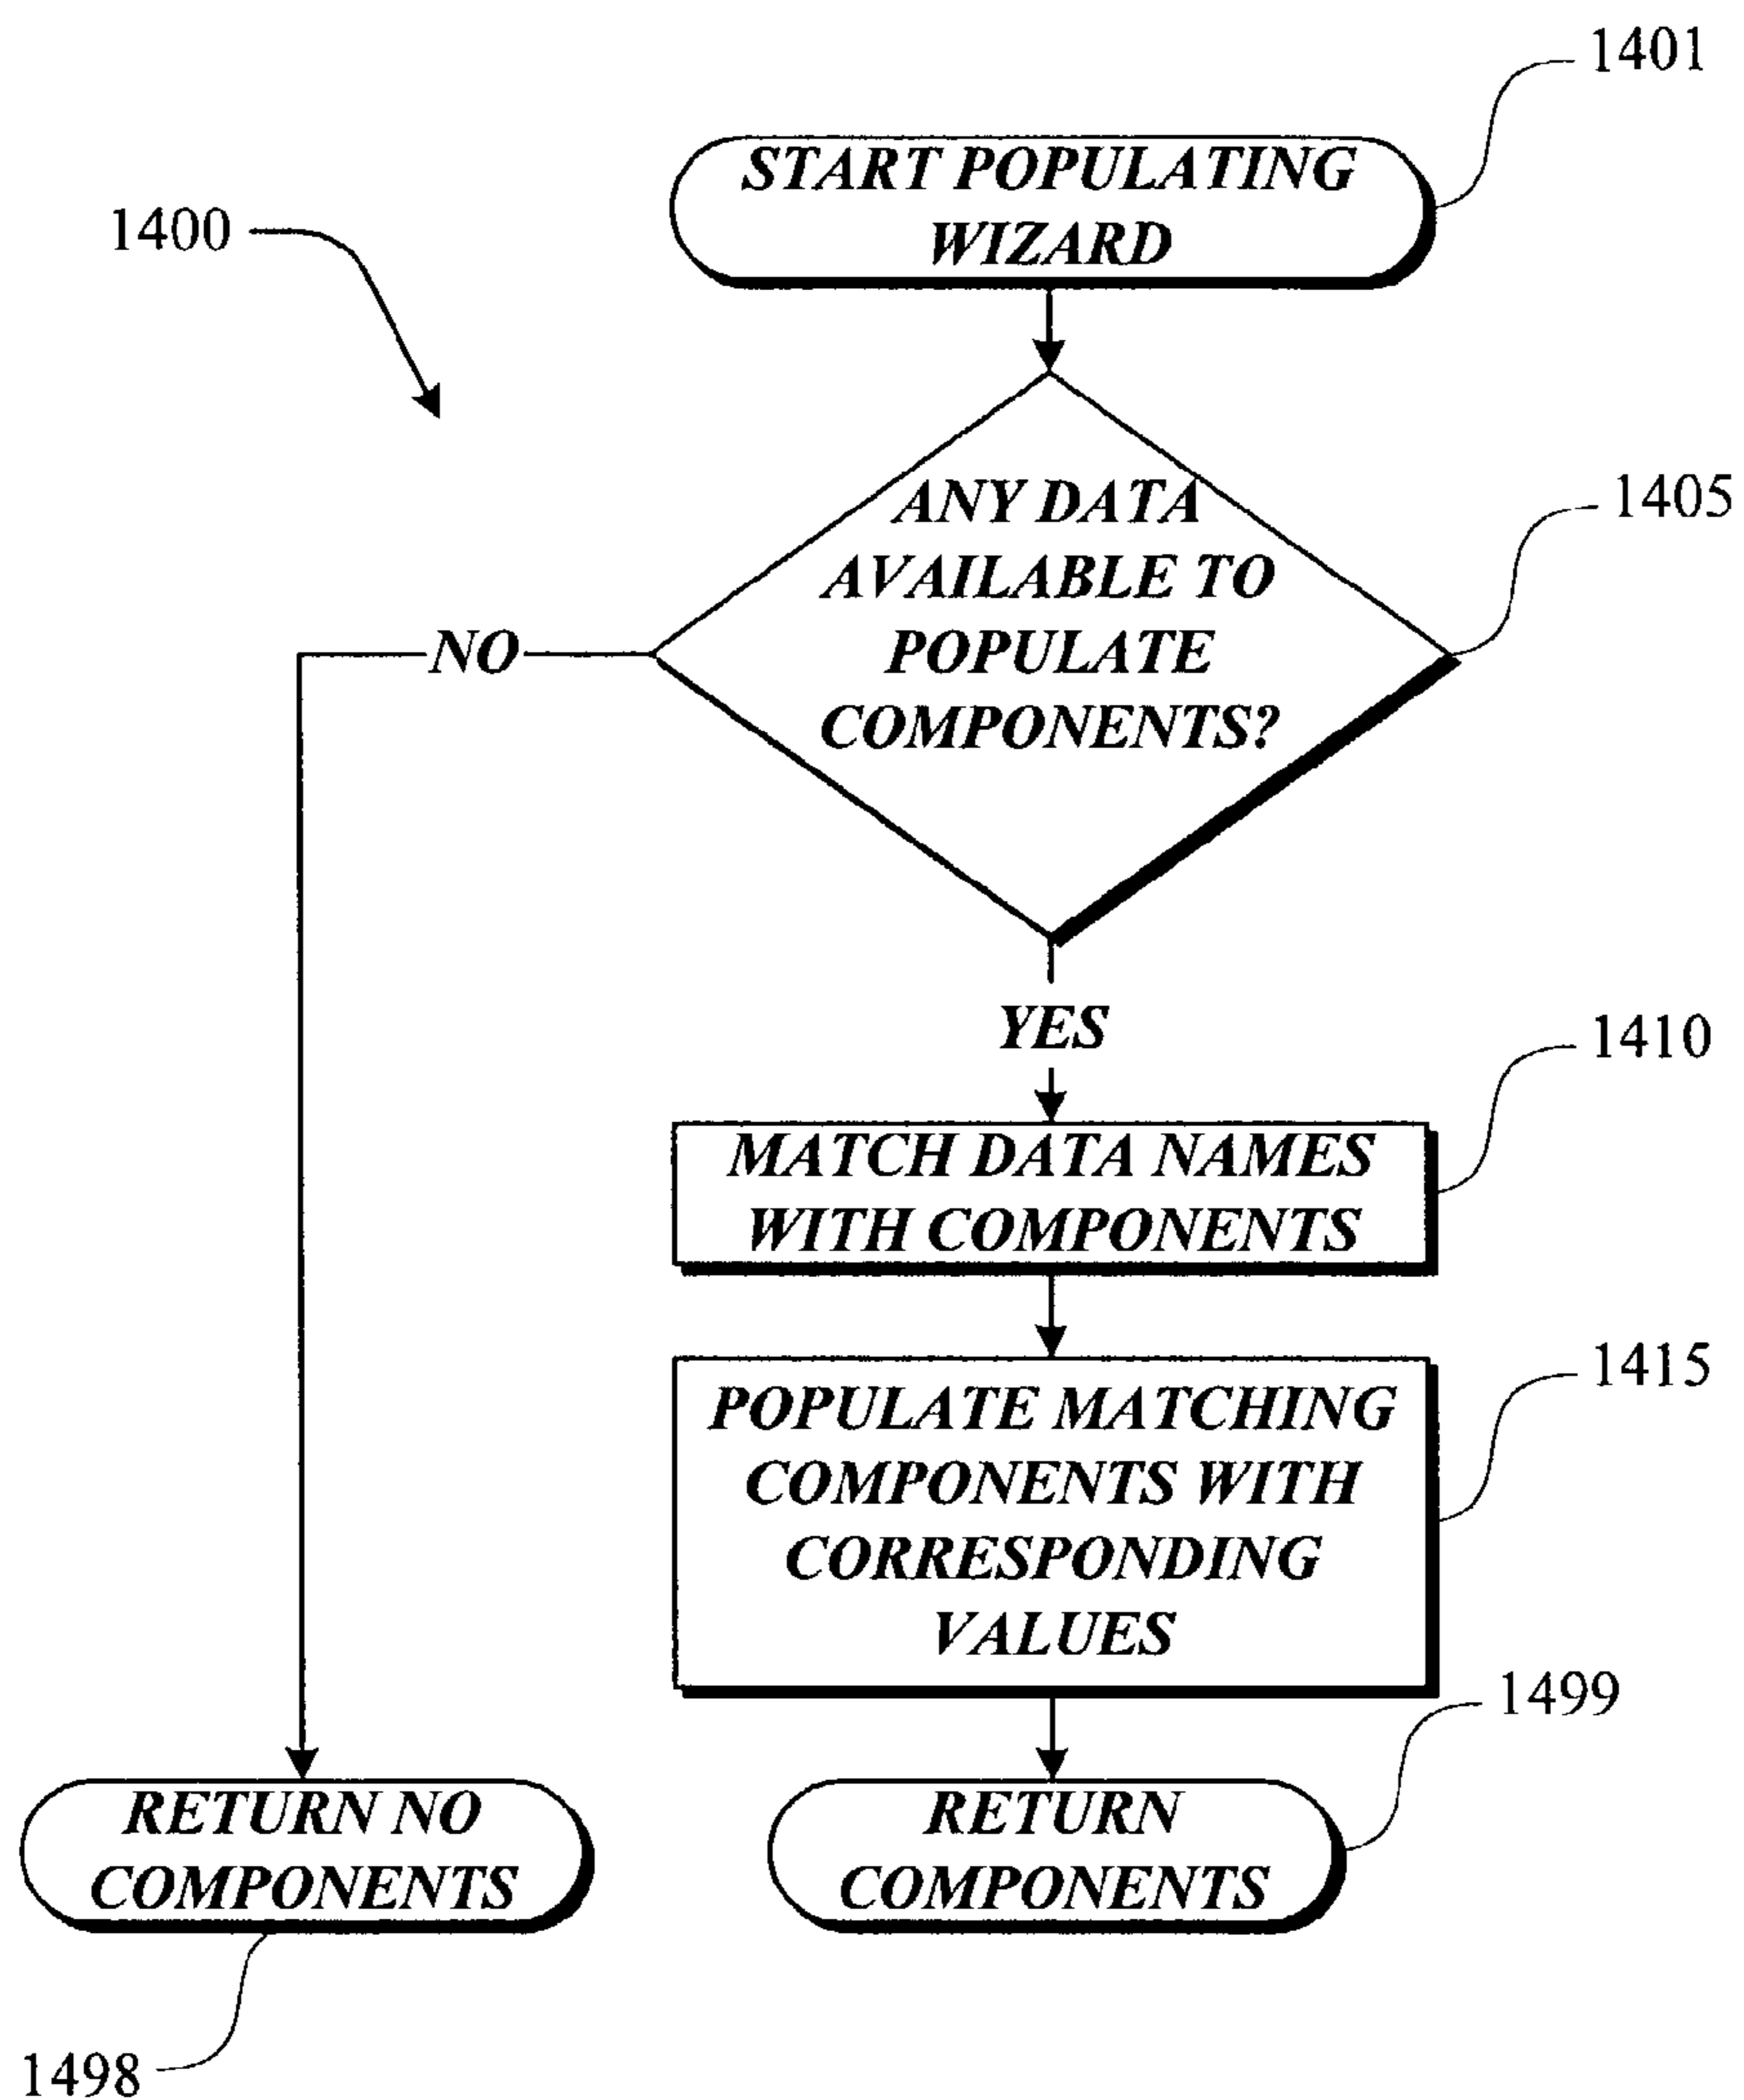 1401
START POPULATING
WIZARD
1400
ANY DATA
AVAILABLE TO
POPULATE
COMPONENTS?
1405
NO
YES
1410
MATCH DATA NAMES
WITH COMPONENTS
1415
POPULATE MATCHING
COMPONENTS WITH
CORRESPONDING
VALUES
1499
RETURN NO
COMPONENTS
RETURN
COMPONENTS
1498